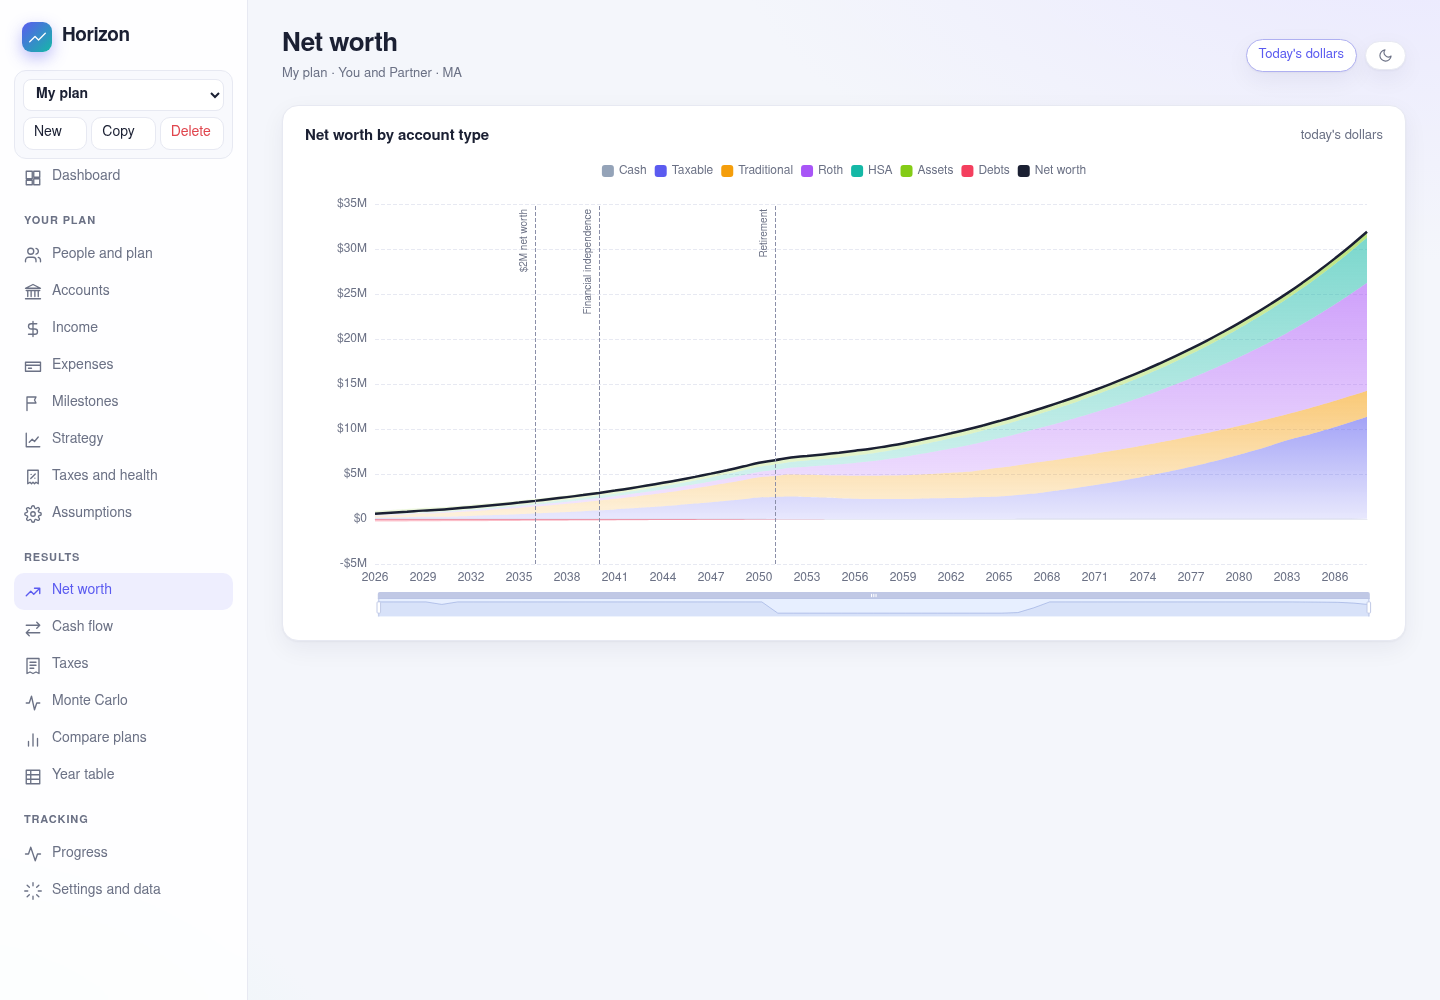 Horizon
My plan
New Copy Delete
Dashboard
YOUR PLAN
People and plan
Accounts
Income
Expenses
Milestones
Strategy
Taxes and health
Assumptions
RESULTS
Net worth
Cash flow
Taxes
Monte Carlo
Compare plans
Year table
TRACKING
Progress
Settings and data
Net worth
My plan · You and Partner · MA
Today's dollars
Net worth by account type
today's dollars
Cash Taxable Traditional Roth HSA Assets Debts Net worth
$35M
$30M
$25M
$20M
$15M
$10M
$5M
$0
-$5M
$2M net worth
Financial independence
Retirement
2026 2029 2032 2035 2038 2041 2044 2047 2050 2053 2056 2059 2062 2065 2068 2071 2074 2077 2080 2083 2086